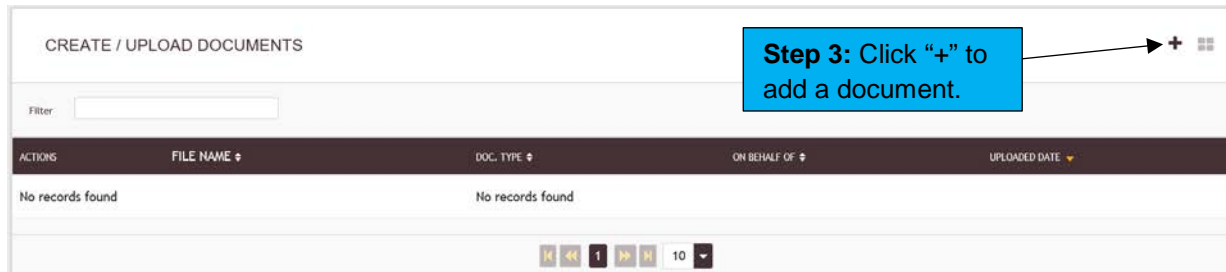 CREATE / UPLOAD DOCUMENTS
Step 3: Click “+” to
add a document.
Filter
ACTIONS FILE NAME DOC. TYPE ON BEHALF OF UPLOADED DATE
No records found No records found
1 10